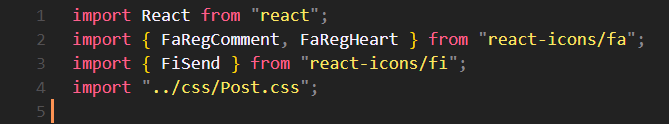 1 import React from "react";
2 import { FaRegComment, FaRegHeart } from "react-icons/fa";
3 import { FiSend } from "react-icons/fi";
4 import "../css/Post.css";
5